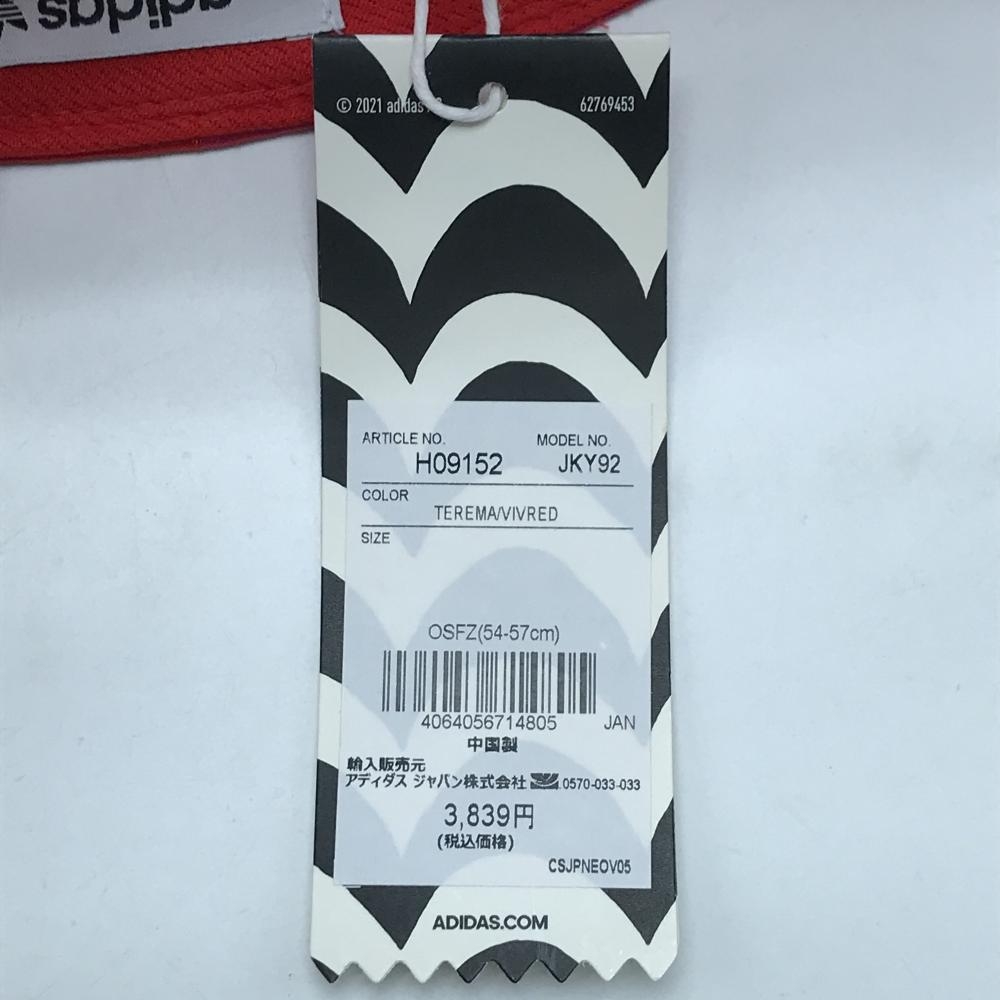 adidas
© 2021 adidas
62769453
ARTICLE NO. MODEL NO.
H09152 JKY92
COLOR
TEREMA/VIVRED
SIZE
OSFZ(54-57cm)
4064056714805 JAN
中国製
輸入販売元
アディダス ジャパン株式会社 0570-033-033
3,839円
(税込価格)
CSJPNEOV05
ADIDAS.COM